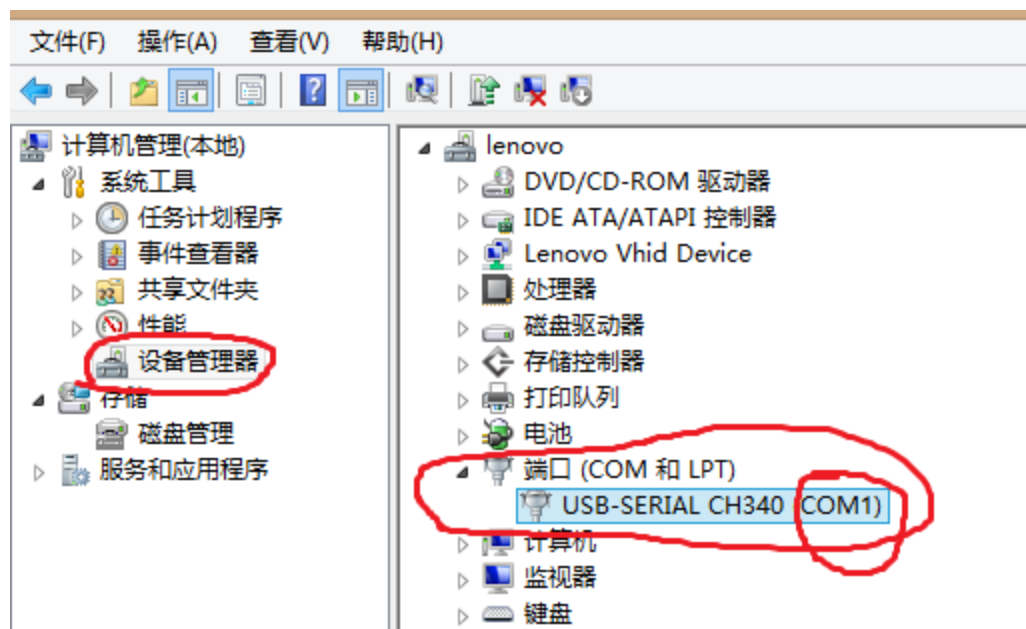 文件(F) 操作(A) 查看(V) 帮助(H)
计算机管理(本地)
系统工具
任务计划程序
事件查看器
共享文件夹
性能
设备管理器
存储
磁盘管理
服务和应用程序
lenovo
DVD/CD-ROM 驱动器
IDE ATA/ATAPI 控制器
Lenovo Vhid Device
处理器
磁盘驱动器
存储控制器
打印队列
电池
端口 (COM 和 LPT)
USB-SERIAL CH340 (COM1)
计算机
监视器
键盘